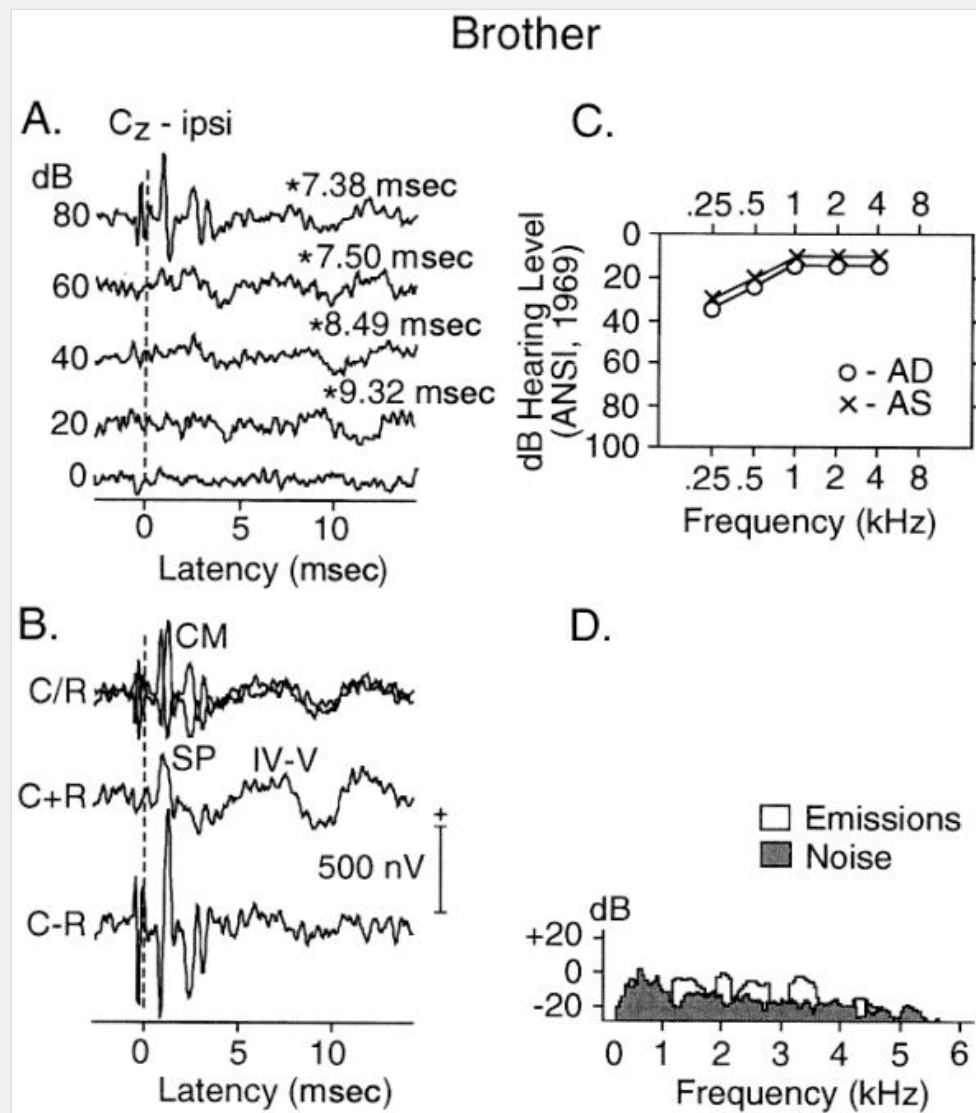 Brother
A.
Cz - ipsi
dB
80
*7.38 msec
60
*7.50 msec
40
*8.49 msec
20
*9.32 msec
0
0 5 10
Latency (msec)
B.
C/R
CM
C+R
SP IV-V
+
500 nV
C-R
0 5 10
Latency (msec)
C.
.25 .5 1 2 4 8
dB Hearing Level
(ANSI, 1969)
0
20
40
60
80
100
O - AD
× - AS
.25 .5 1 2 4 8
Frequency (kHz)
D.
Emissions
Noise
dB
+20
0
-20
0 1 2 3 4 5 6
Frequency (kHz)